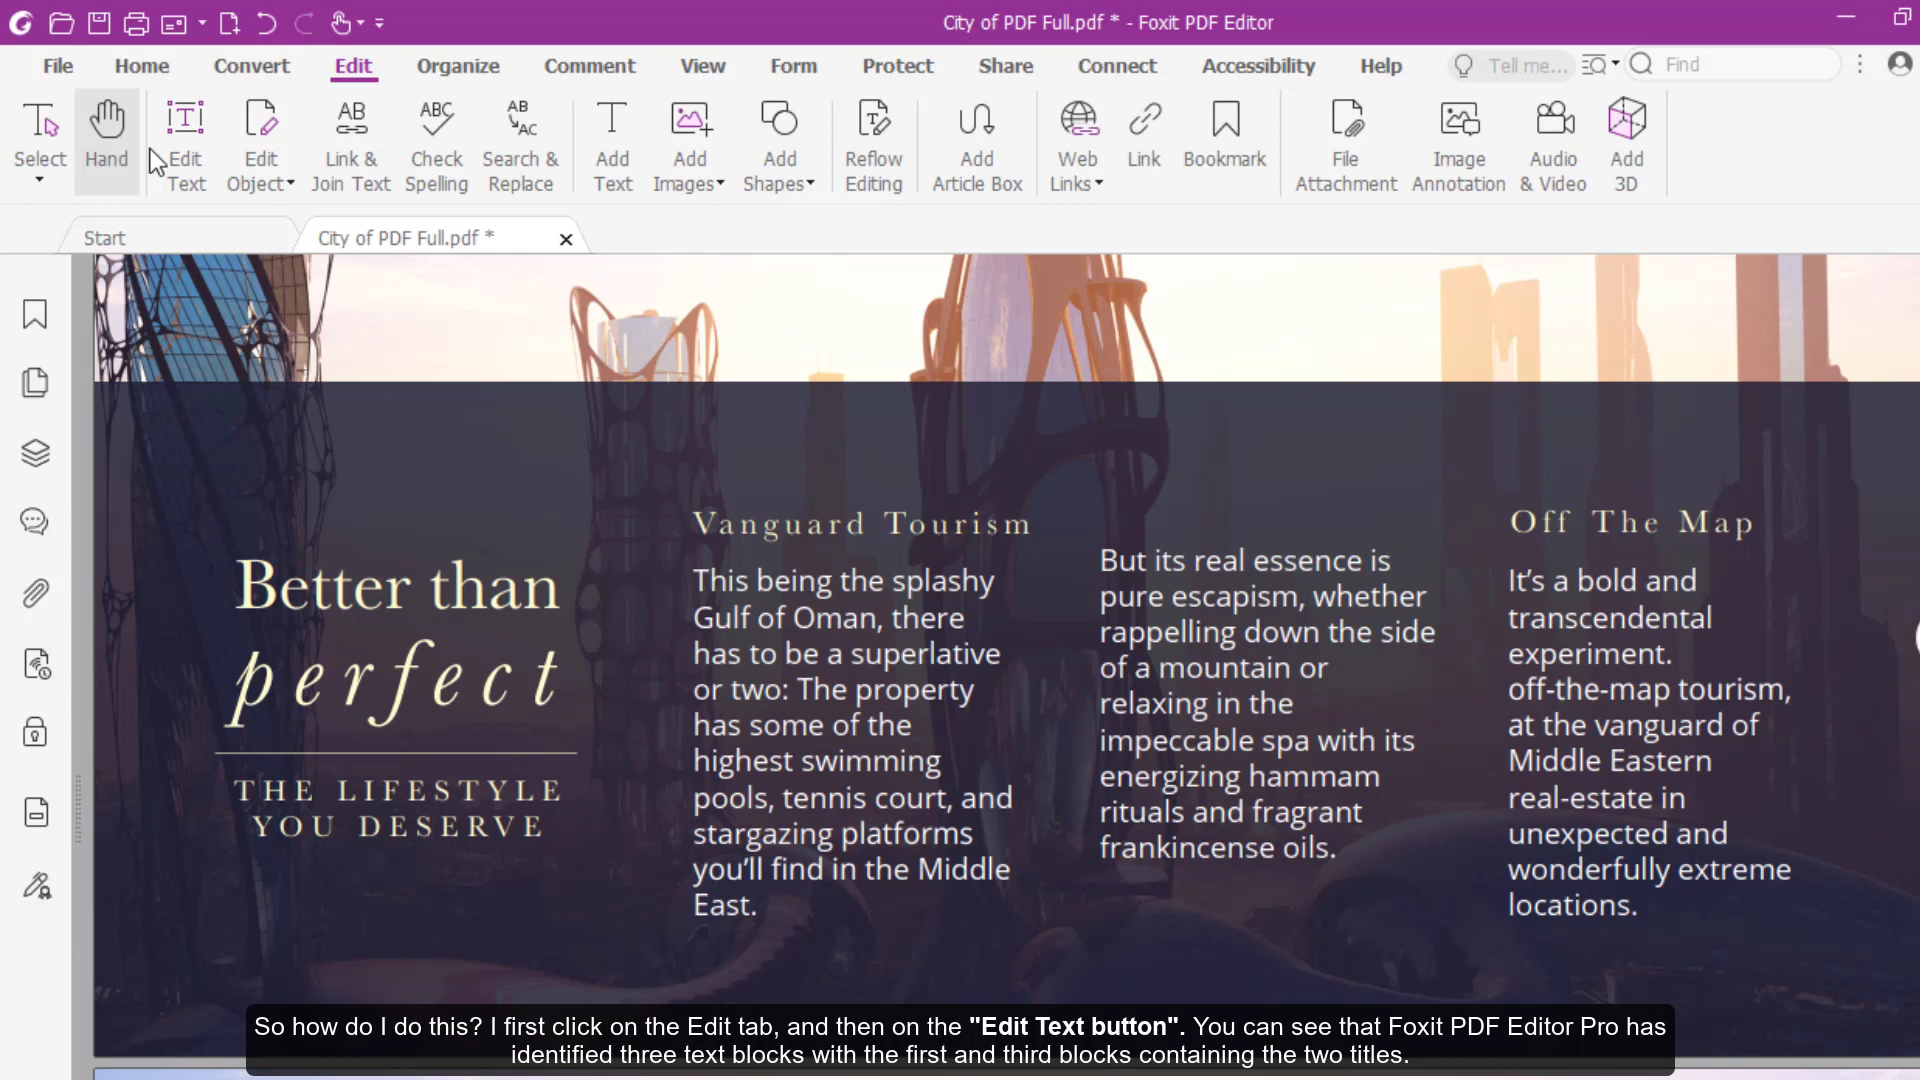 City of PDF Full.pdf * - Foxit PDF Editor
File Home Convert Edit Organize Comment View Form Protect Share Connect Accessibility Help Tell me... Find
Select
Hand
Edit
Text
Edit
Object
Link &
Join Text
ABC
Check
Spelling
Search &
Replace
Add
Text
Add
Images
Add
Shapes
Reflow
Editing
Add
Article Box
Web
Links
Link
Bookmark
File
Attachment
Image
Annotation
Audio
& Video
Add
3D
Start
City of PDF Full.pdf *
Better than
perfect
THE LIFESTYLE
YOU DESERVE
Vanguard Tourism
This being the splashy
Gulf of Oman, there
has to be a superlative
or two: The property
has some of the
highest swimming
pools, tennis court, and
stargazing platforms
you’ll find in the Middle
East.
But its real essence is
pure escapism, whether
rappelling down the side
of a mountain or
relaxing in the
impeccable spa with its
energizing hammam
rituals and fragrant
frankincense oils.
Off The Map
It’s a bold and
transcendental
experiment.
off-the-map tourism,
at the vanguard of
Middle Eastern
real-estate in
unexpected and
wonderfully extreme
locations.
So how do I do this? I first click on the Edit tab, and then on the "Edit Text button". You can see that Foxit PDF Editor Pro has
identified three text blocks with the first and third blocks containing the two titles.